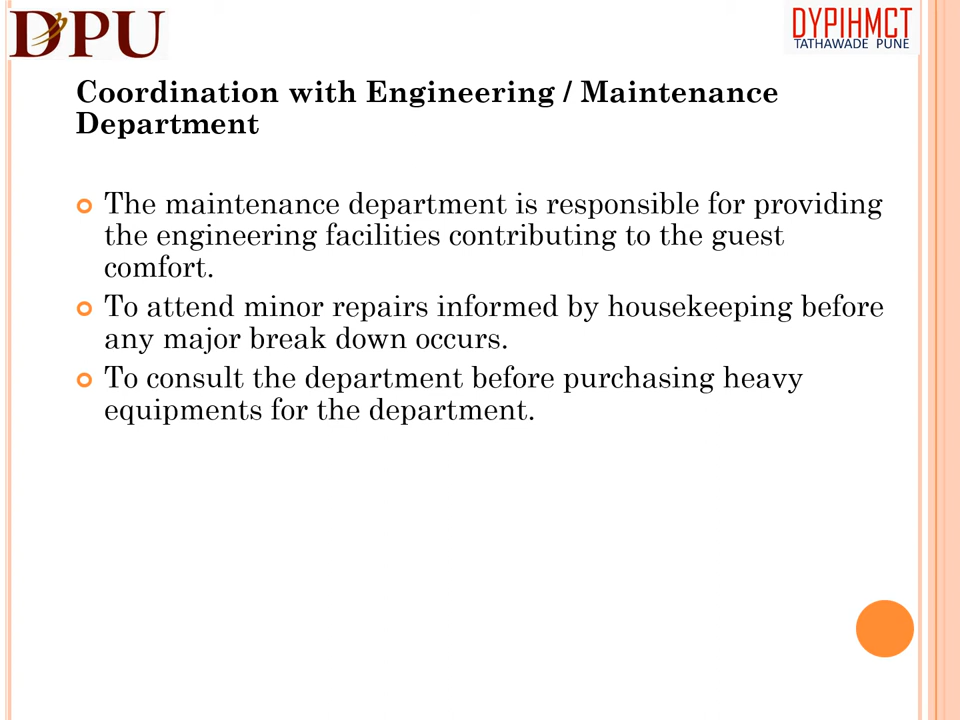 DPU
DYPIHMCT
TATHAWADE PUNE
Coordination with Engineering / Maintenance
Department
The maintenance department is responsible for providing
the engineering facilities contributing to the guest
comfort.
To attend minor repairs informed by housekeeping before
any major break down occurs.
To consult the department before purchasing heavy
equipments for the department.